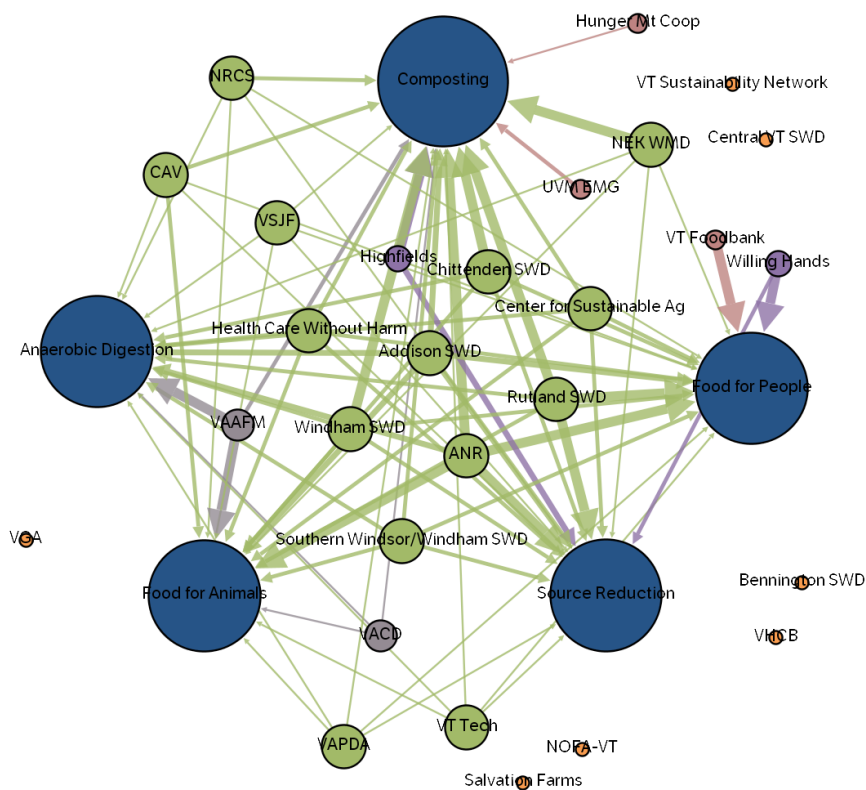 Hunger Mt Coop
NRCS
Composting
VT Sustainability Network
Central VT SWD
NEK WMD
CAV
UVM EMG
VSJF
VT Foodbank
Highfields
Willing Hands
Chittenden SWD
Center for Sustainable Ag
Health Care Without Harm
Anaerobic Digestion
Addison SWD
Food for People
Rutland SWD
VAAFM
Windham SWD
ANR
VGA
Southern Windsor/Windham SWD
Food for Animals
Source Reduction
Bennington SWD
VACD
VHCB
VT Tech
VAPDA
NOFA-VT
Salvation Farms